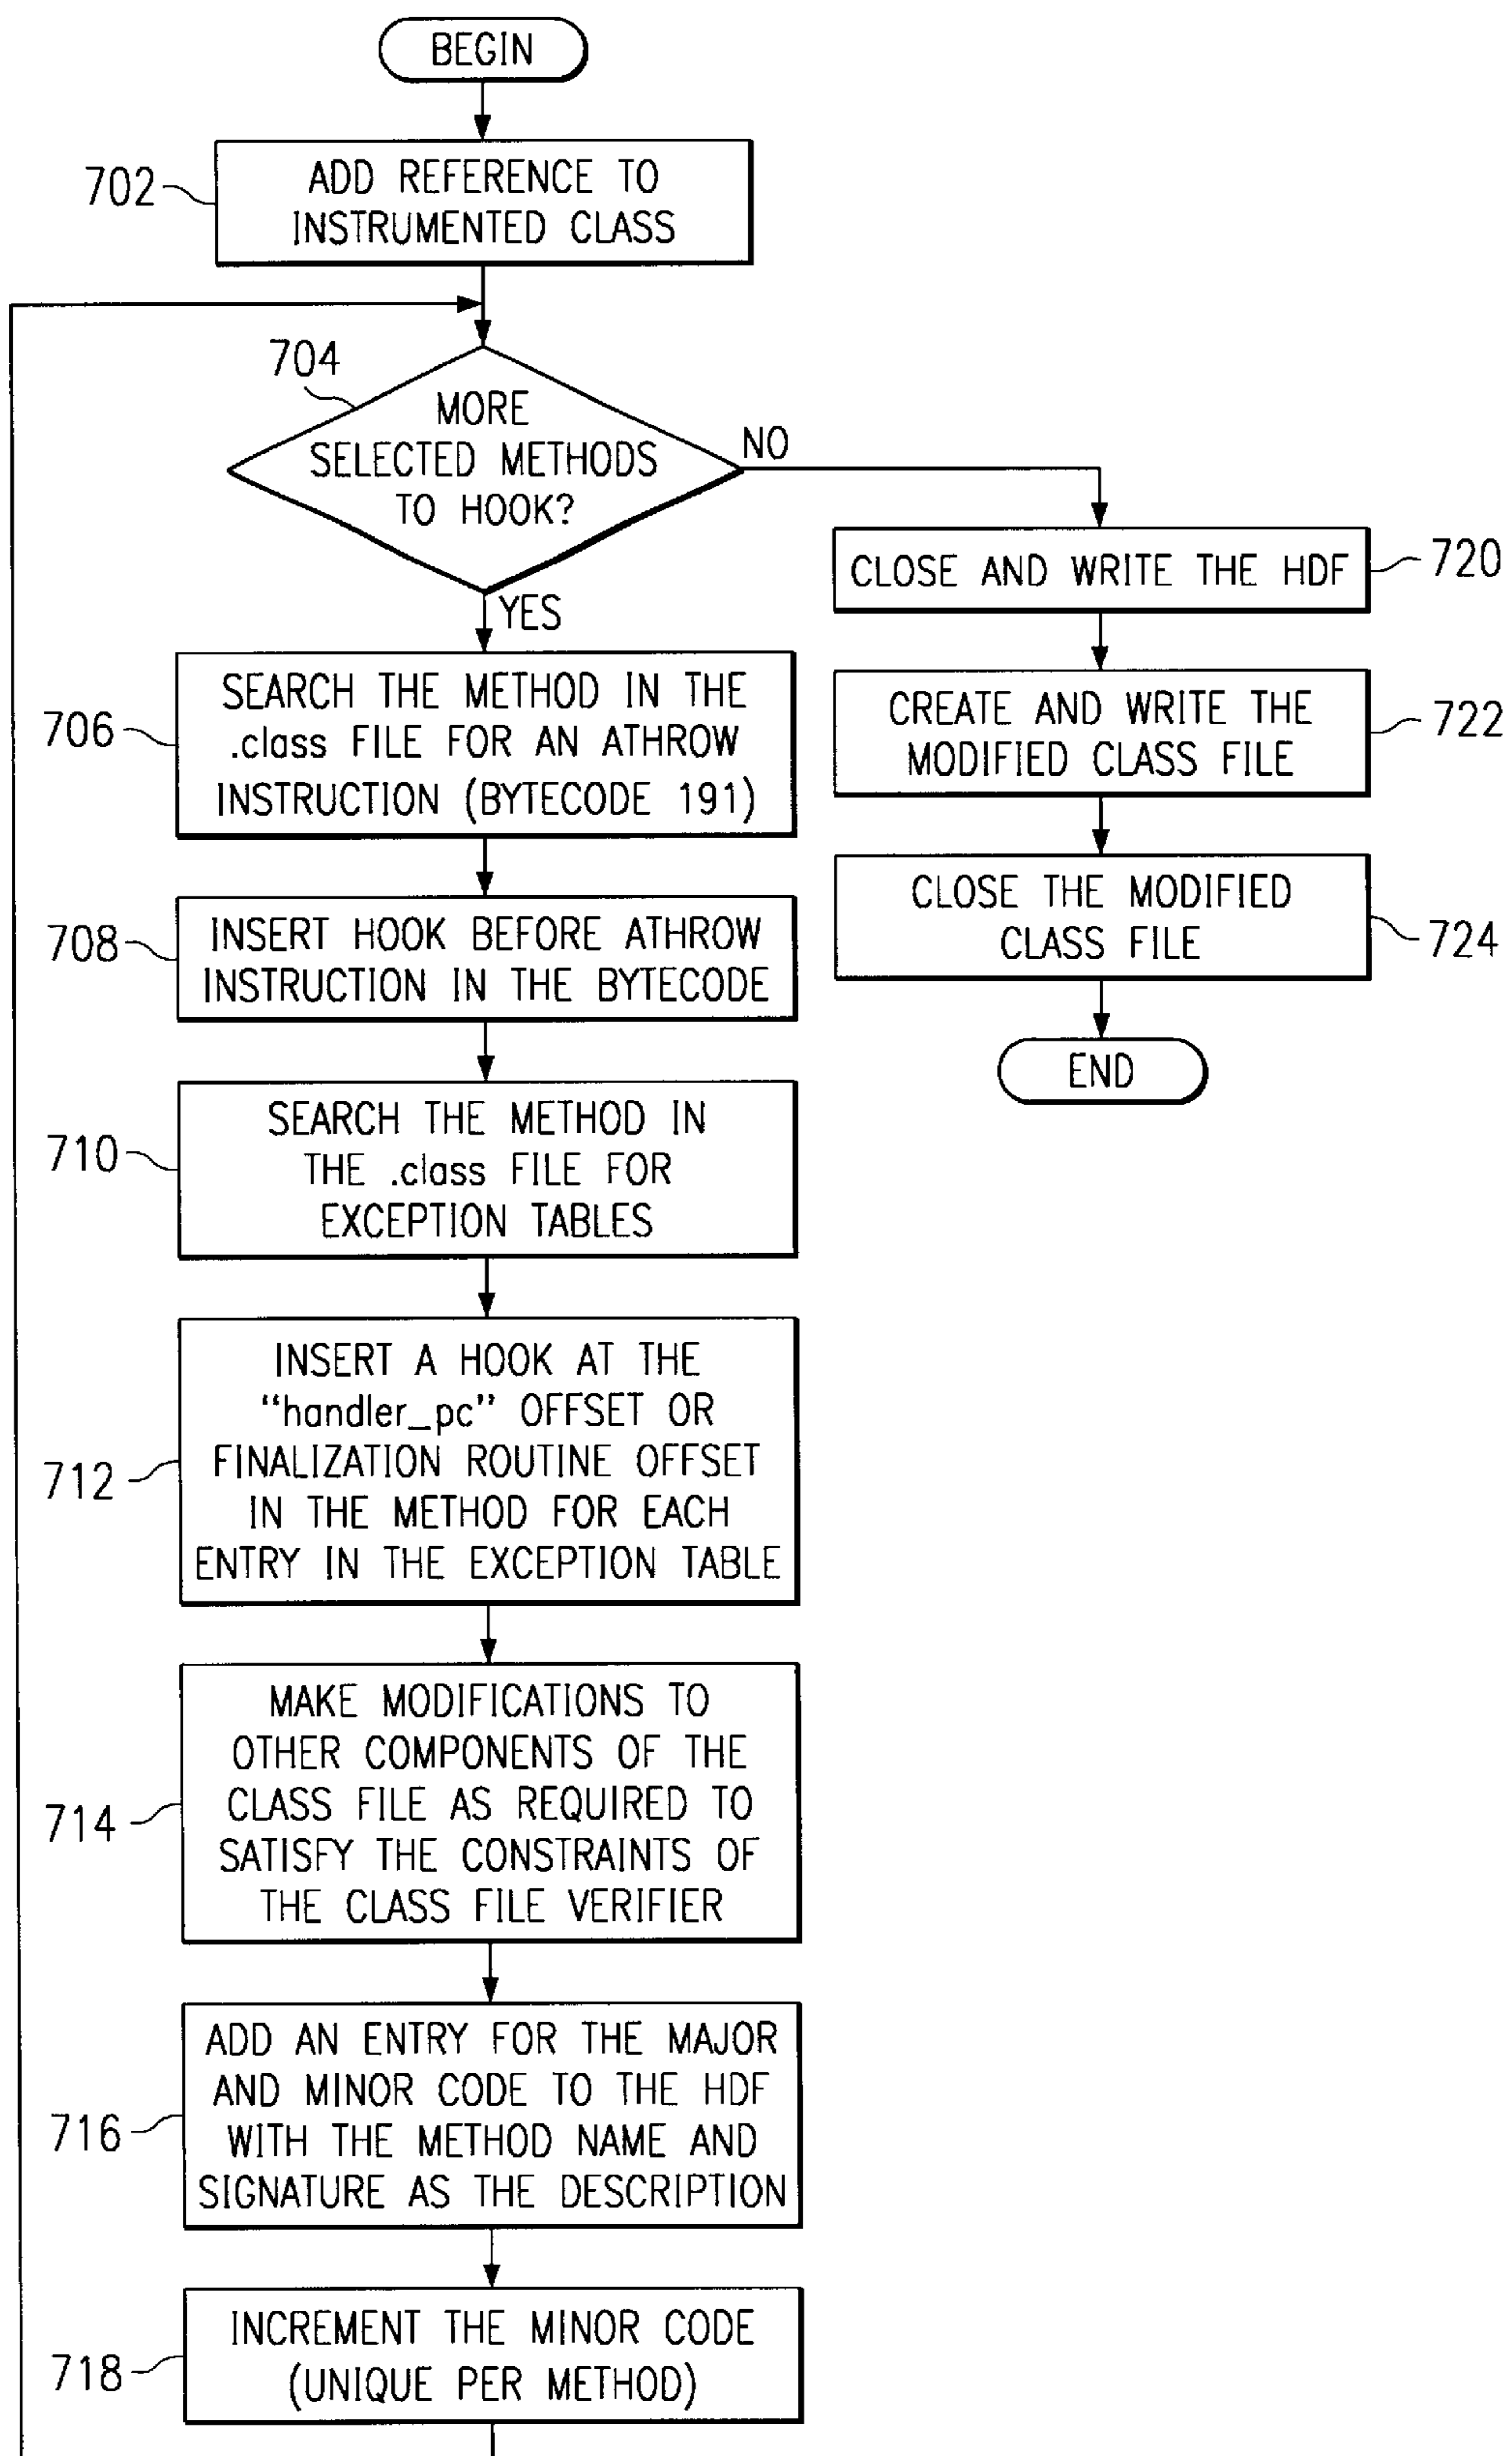 BEGIN
702
ADD REFERENCE TO
INSTRUMENTED CLASS
704
MORE
SELECTED METHODS
TO HOOK?
NO
YES
706
SEARCH THE METHOD IN THE
.class FILE FOR AN ATHROW
INSTRUCTION (BYTECODE 191)
708
INSERT HOOK BEFORE ATHROW
INSTRUCTION IN THE BYTECODE
710
SEARCH THE METHOD IN
THE .class FILE FOR
EXCEPTION TABLES
712
INSERT A HOOK AT THE
“handler_pc” OFFSET OR
FINALIZATION ROUTINE OFFSET
IN THE METHOD FOR EACH
ENTRY IN THE EXCEPTION TABLE
714
MAKE MODIFICATIONS TO
OTHER COMPONENTS OF THE
CLASS FILE AS REQUIRED TO
SATISFY THE CONSTRAINTS OF
THE CLASS FILE VERIFIER
716
ADD AN ENTRY FOR THE MAJOR
AND MINOR CODE TO THE HDF
WITH THE METHOD NAME AND
SIGNATURE AS THE DESCRIPTION
718
INCREMENT THE MINOR CODE
(UNIQUE PER METHOD)
CLOSE AND WRITE THE HDF
720
CREATE AND WRITE THE
MODIFIED CLASS FILE
722
CLOSE THE MODIFIED
CLASS FILE
724
END